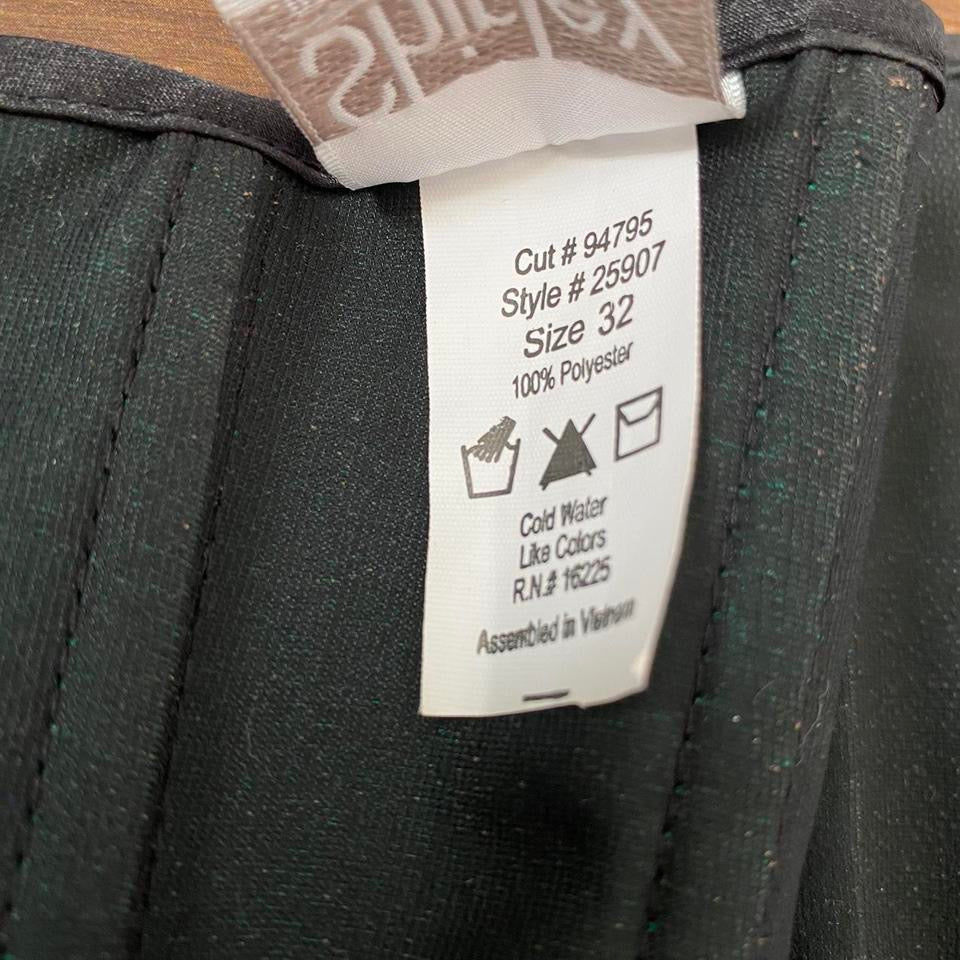 Cut # 94795
Style # 25907
Size 32
100% Polyester
Cold Water
Like Colors
R.N.# 16225
Assembled in Vietnam